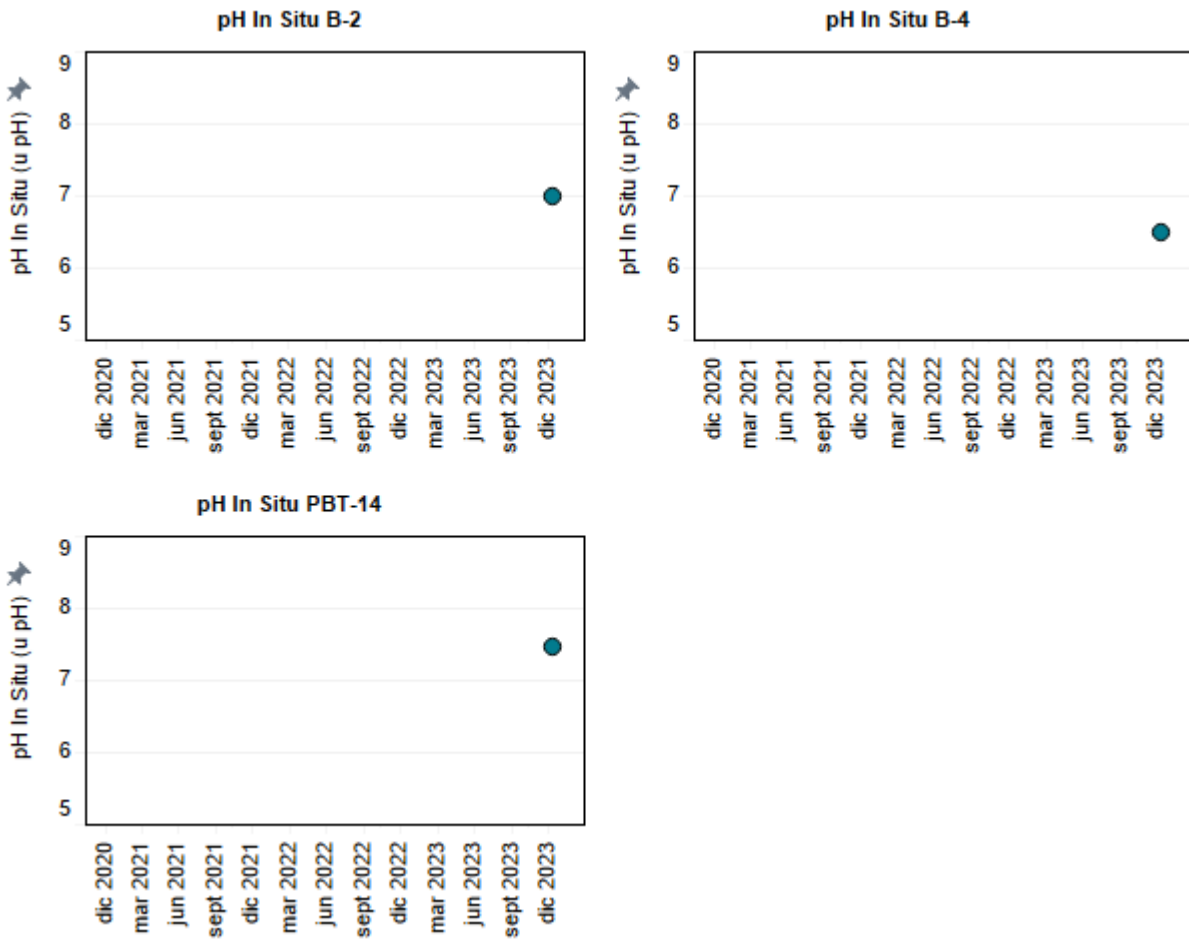 pH In Situ B-2
pH In Situ (u pH)
9
8
7
6
5
dic 2020
mar 2021
jun 2021
sept 2021
dic 2021
mar 2022
jun 2022
sept 2022
dic 2022
mar 2023
jun 2023
sept 2023
dic 2023
pH In Situ B-4
pH In Situ (u pH)
9
8
7
6
5
dic 2020
mar 2021
jun 2021
sept 2021
dic 2021
mar 2022
jun 2022
sept 2022
dic 2022
mar 2023
jun 2023
sept 2023
dic 2023
pH In Situ PBT-14
pH In Situ (u pH)
9
8
7
6
5
dic 2020
mar 2021
jun 2021
sept 2021
dic 2021
mar 2022
jun 2022
sept 2022
dic 2022
mar 2023
jun 2023
sept 2023
dic 2023